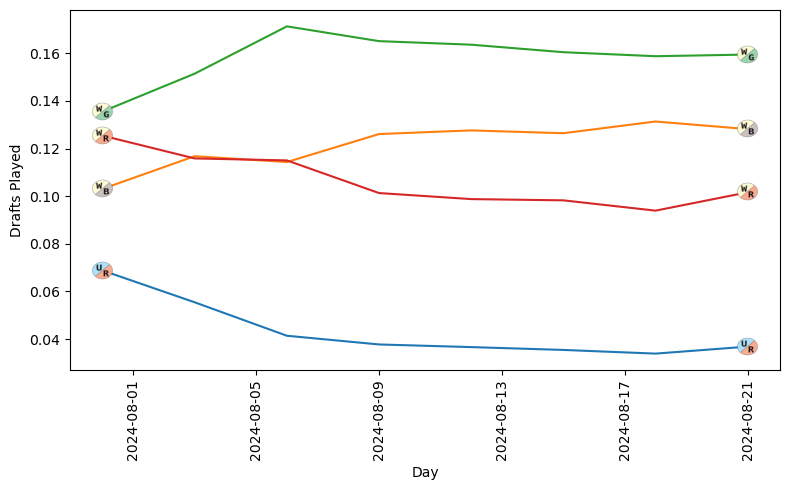 0.16
0.14
0.12
0.10
0.08
0.06
0.04
Drafts Played
W G
W R
W B
U R
W G
W B
W R
U R
2024-08-01
2024-08-05
2024-08-09
2024-08-13
2024-08-17
2024-08-21
Day